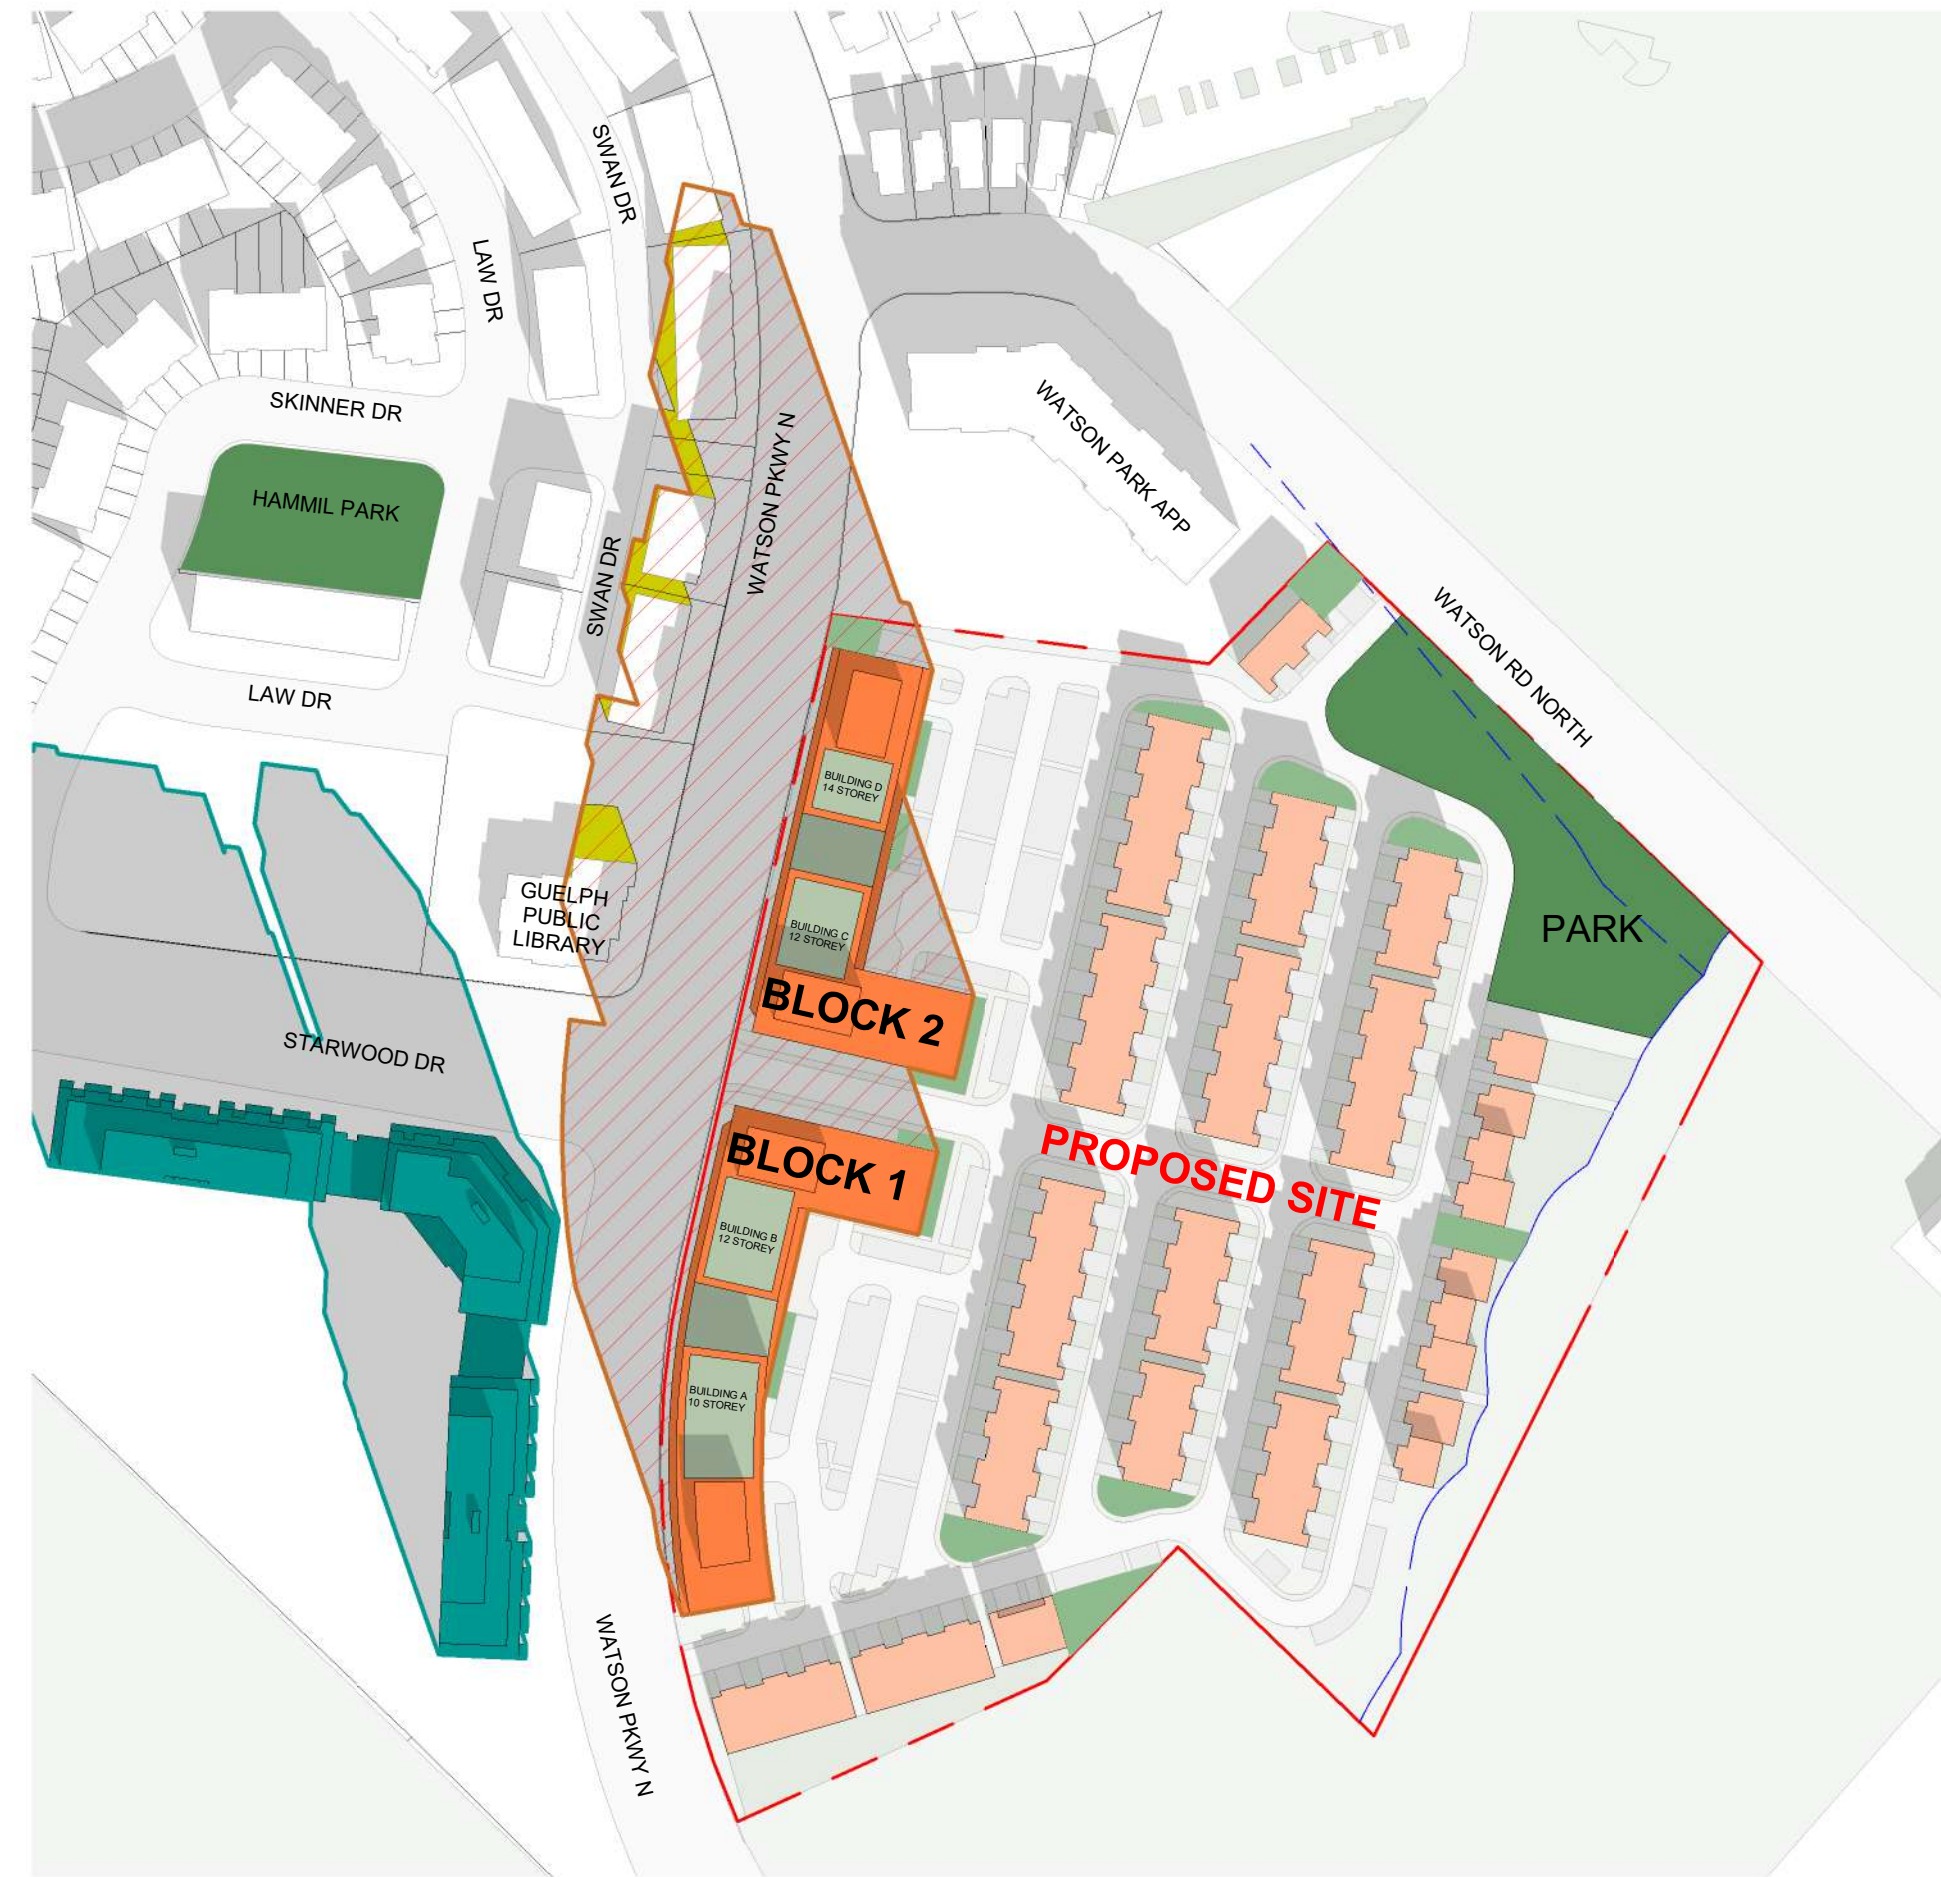 SWAN DR
LAW DR
SKINNER DR
HAMMIL PARK
WATSON PKWY N
WATSON PARK APP
SWAN DR
LAW DR
WATSON RD NORTH
BUILDING D
14 STOREY
GUELPH
PUBLIC
LIBRARY
BUILDING C
12 STOREY
PARK
BLOCK 2
STARWOOD DR
BLOCK 1
PROPOSED SITE
BUILDING B
12 STOREY
BUILDING A
10 STOREY
WATSON PKWY N